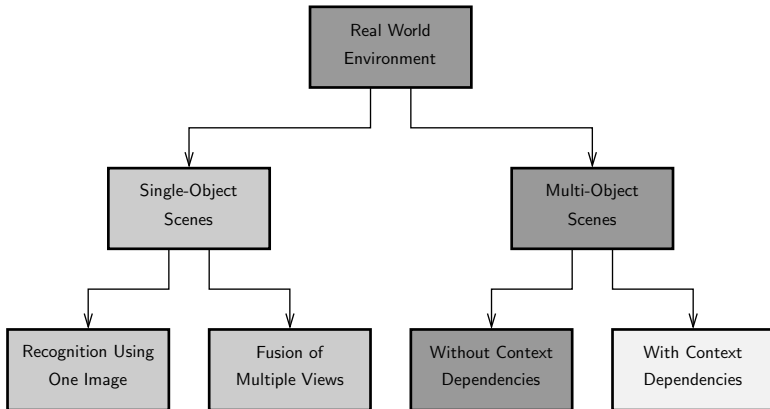 Real World
Environment
Single-Object
Scenes
Multi-Object
Scenes
Recognition Using
One Image
Fusion of
Multiple Views
Without Context
Dependencies
With Context
Dependencies